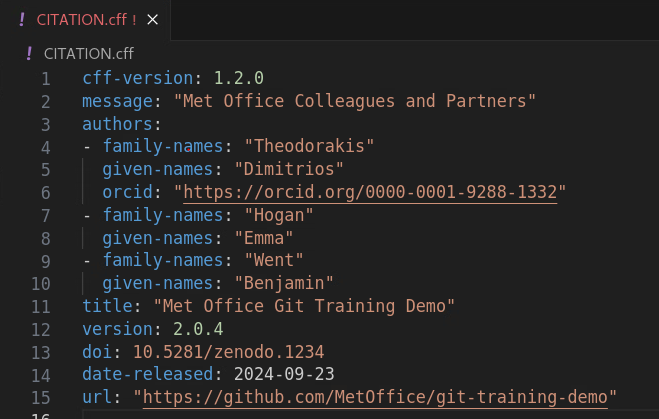 ! CITATION.cff ! ×
! CITATION.cff
1 cff-version: 1.2.0
2 message: "Met Office Colleagues and Partners"
3 authors:
4 - family-names: "Theodorakis"
5   given-names: "Dimitrios"
6   orcid: "https://orcid.org/0000-0001-9288-1332"
7 - family-names: "Hogan"
8   given-names: "Emma"
9 - family-names: "Went"
10   given-names: "Benjamin"
11 title: "Met Office Git Training Demo"
12 version: 2.0.4
13 doi: 10.5281/zenodo.1234
14 date-released: 2024-09-23
15 url: "https://github.com/MetOffice/git-training-demo"
16